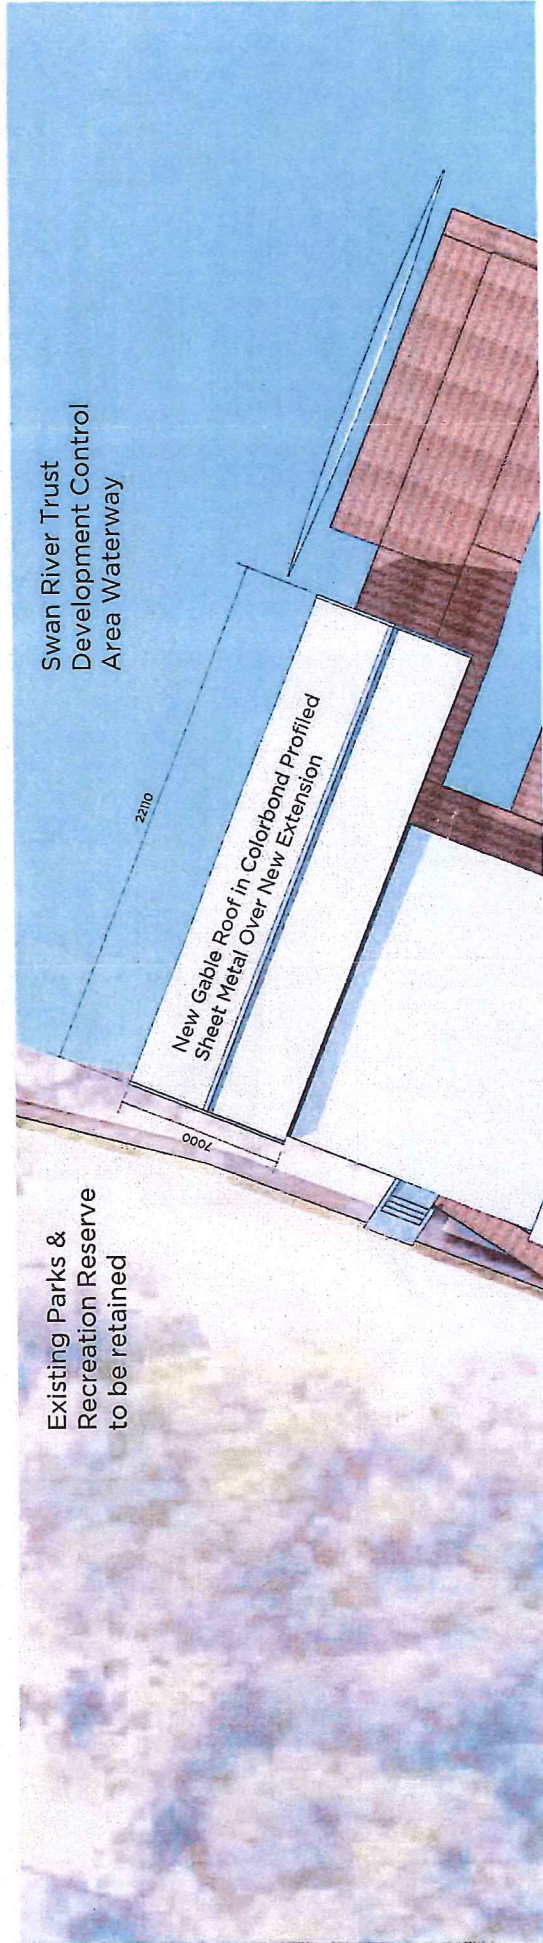 Existing Parks &
Recreation Reserve
to be retained
Swan River Trust
Development Control
Area Waterway
22110
7000
New Gable Roof in Colorbond Profiled
Sheet Metal Over New Extension